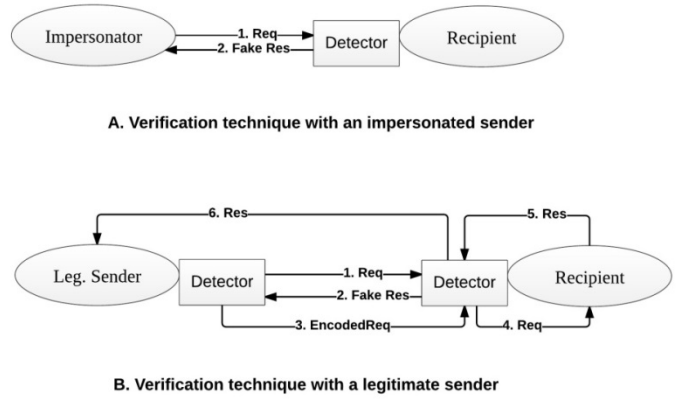 Impersonator
1. Req
2. Fake Res
Detector
Recipient
A. Verification technique with an impersonated sender
6. Res
5. Res
Leg. Sender
Detector
1. Req
2. Fake Res
Detector
Recipient
3. EncodedReq
4. Req
B. Verification technique with a legitimate sender